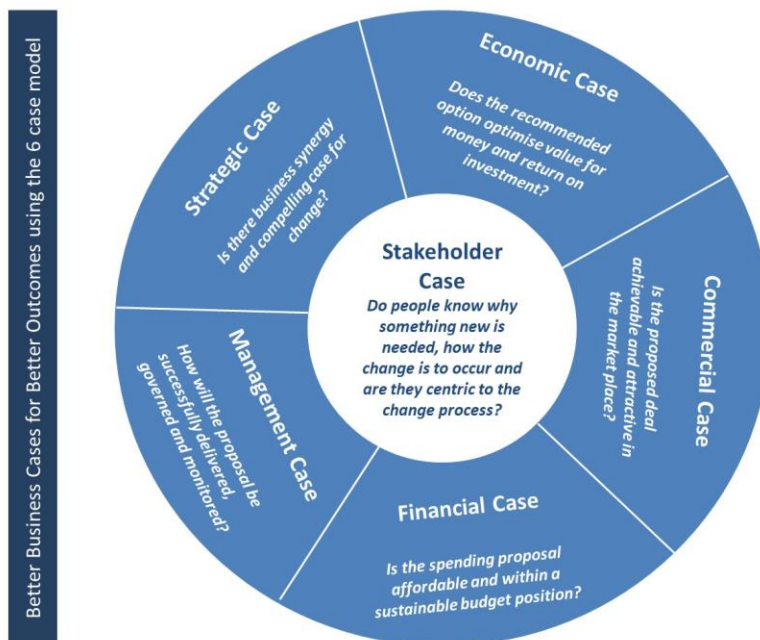 Better Business Cases for Better Outcomes using the 6 case model
Strategic Case
Is there business synergy
and compelling case for
change?
Economic Case
Does the recommended
option optimise value for
money and return on
investment?
Commercial Case
Is the proposed deal
achievable and attractive in
the market place?
Financial Case
Is the spending proposal
affordable and within a
sustainable budget position?
Management Case
How will the proposal be
successfully delivered,
governed and monitored?
Stakeholder
Case
Do people know why
something new is
needed, how the
change is to occur and
are they centric to the
change process?